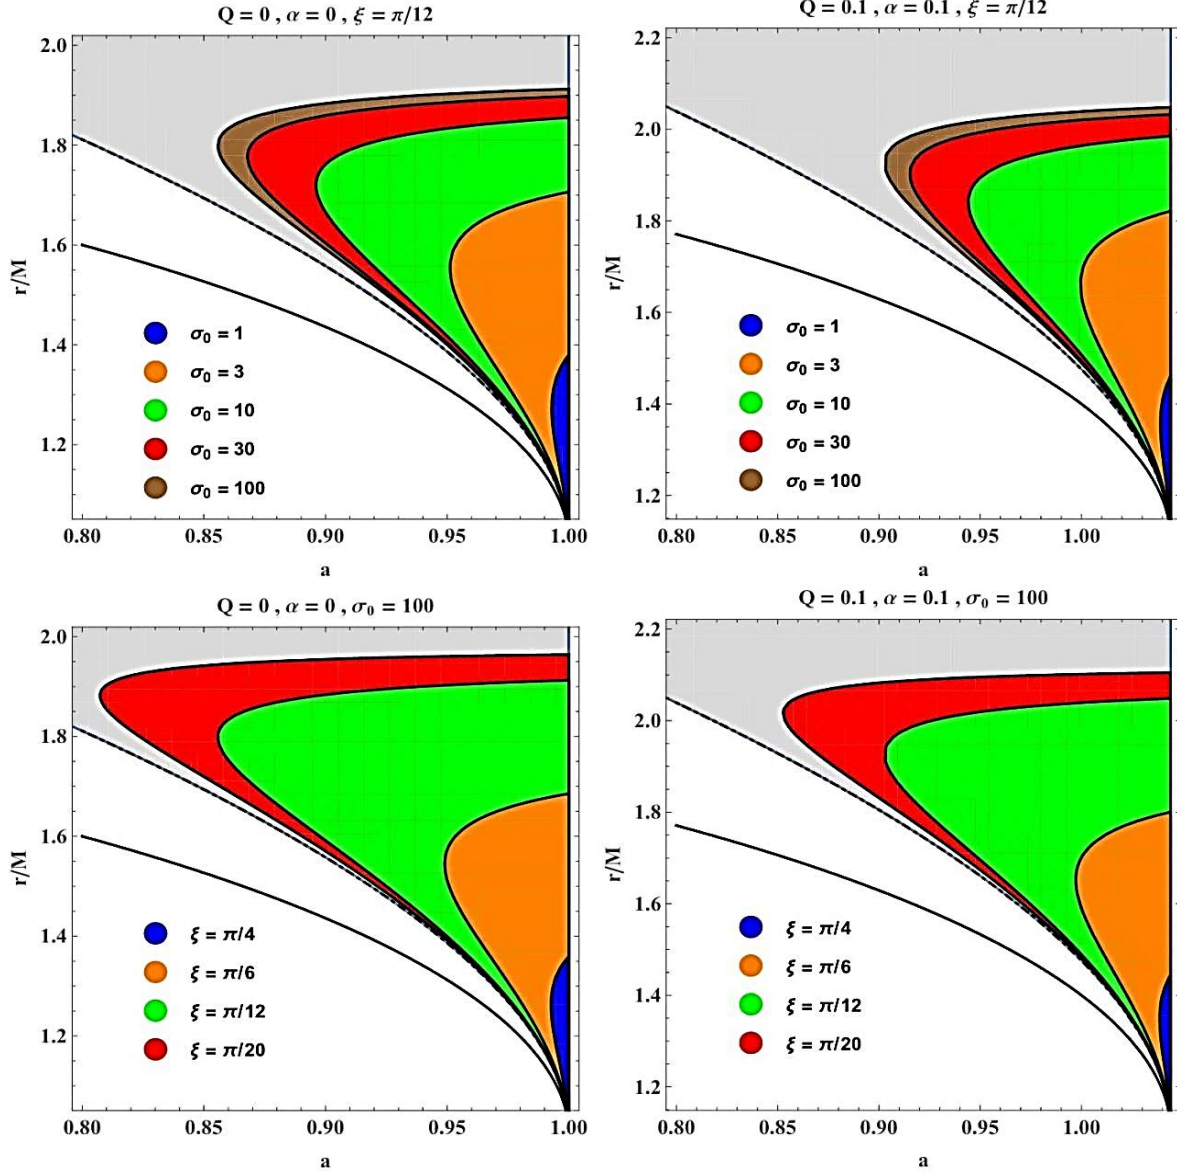 Q = 0 , α = 0 , ξ = π/12
2.0
1.8
1.6
1.4
1.2
r/M
σ₀ = 1
σ₀ = 3
σ₀ = 10
σ₀ = 30
σ₀ = 100
0.80 0.85 0.90 0.95 1.00
a
Q = 0.1 , α = 0.1 , ξ = π/12
2.2
2.0
1.8
1.6
1.4
1.2
r/M
σ₀ = 1
σ₀ = 3
σ₀ = 10
σ₀ = 30
σ₀ = 100
0.80 0.85 0.90 0.95 1.00
a
Q = 0 , α = 0 , σ₀ = 100
2.0
1.8
1.6
1.4
1.2
r/M
ξ = π/4
ξ = π/6
ξ = π/12
ξ = π/20
0.80 0.85 0.90 0.95 1.00
a
Q = 0.1 , α = 0.1 , σ₀ = 100
2.2
2.0
1.8
1.6
1.4
1.2
r/M
ξ = π/4
ξ = π/6
ξ = π/12
ξ = π/20
0.80 0.85 0.90 0.95 1.00
a